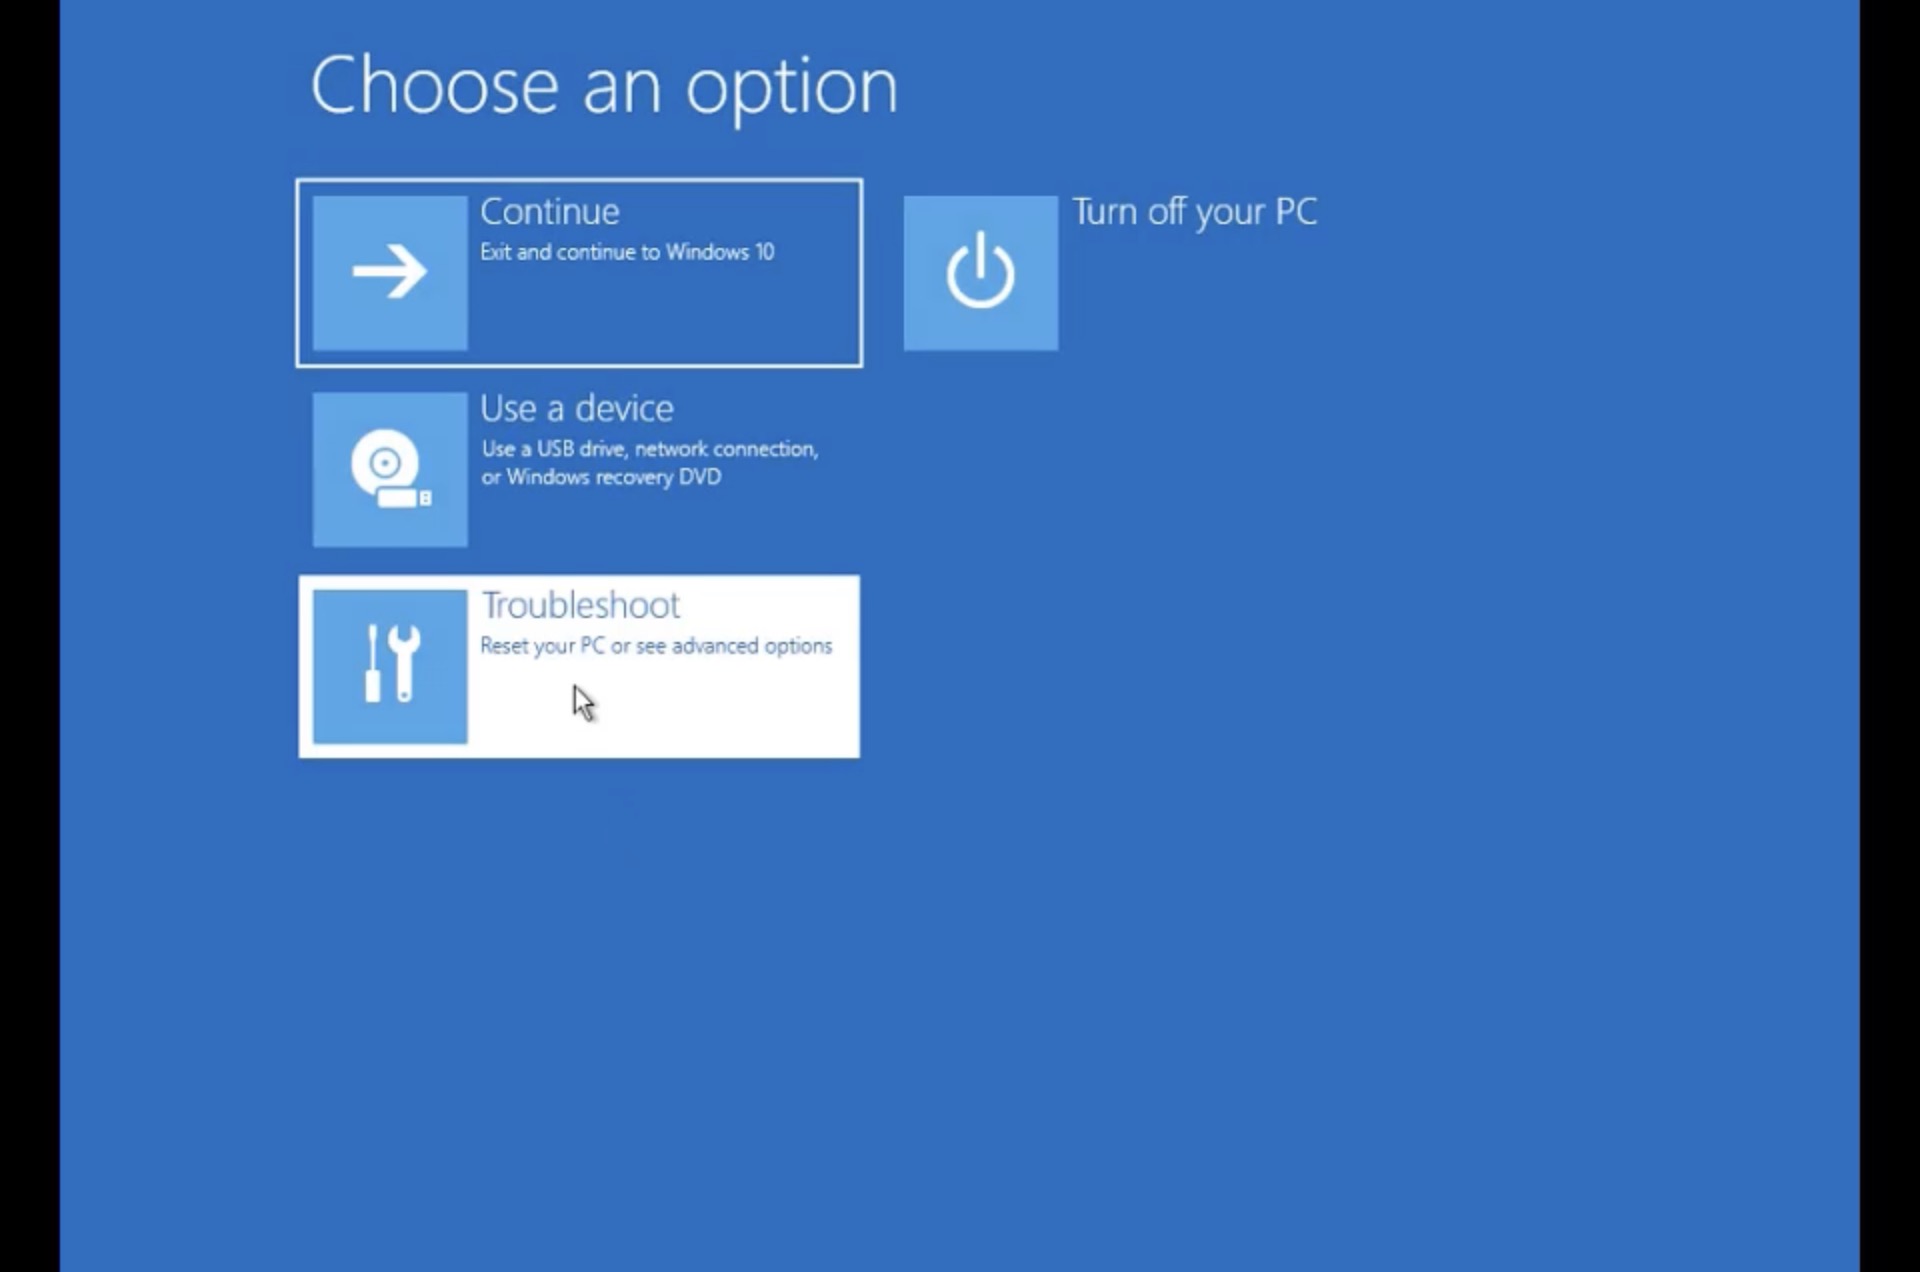 Choose an option
Continue
Exit and continue to Windows 10
Turn off your PC
Use a device
Use a USB drive, network connection,
or Windows recovery DVD
Troubleshoot
Reset your PC or see advanced options